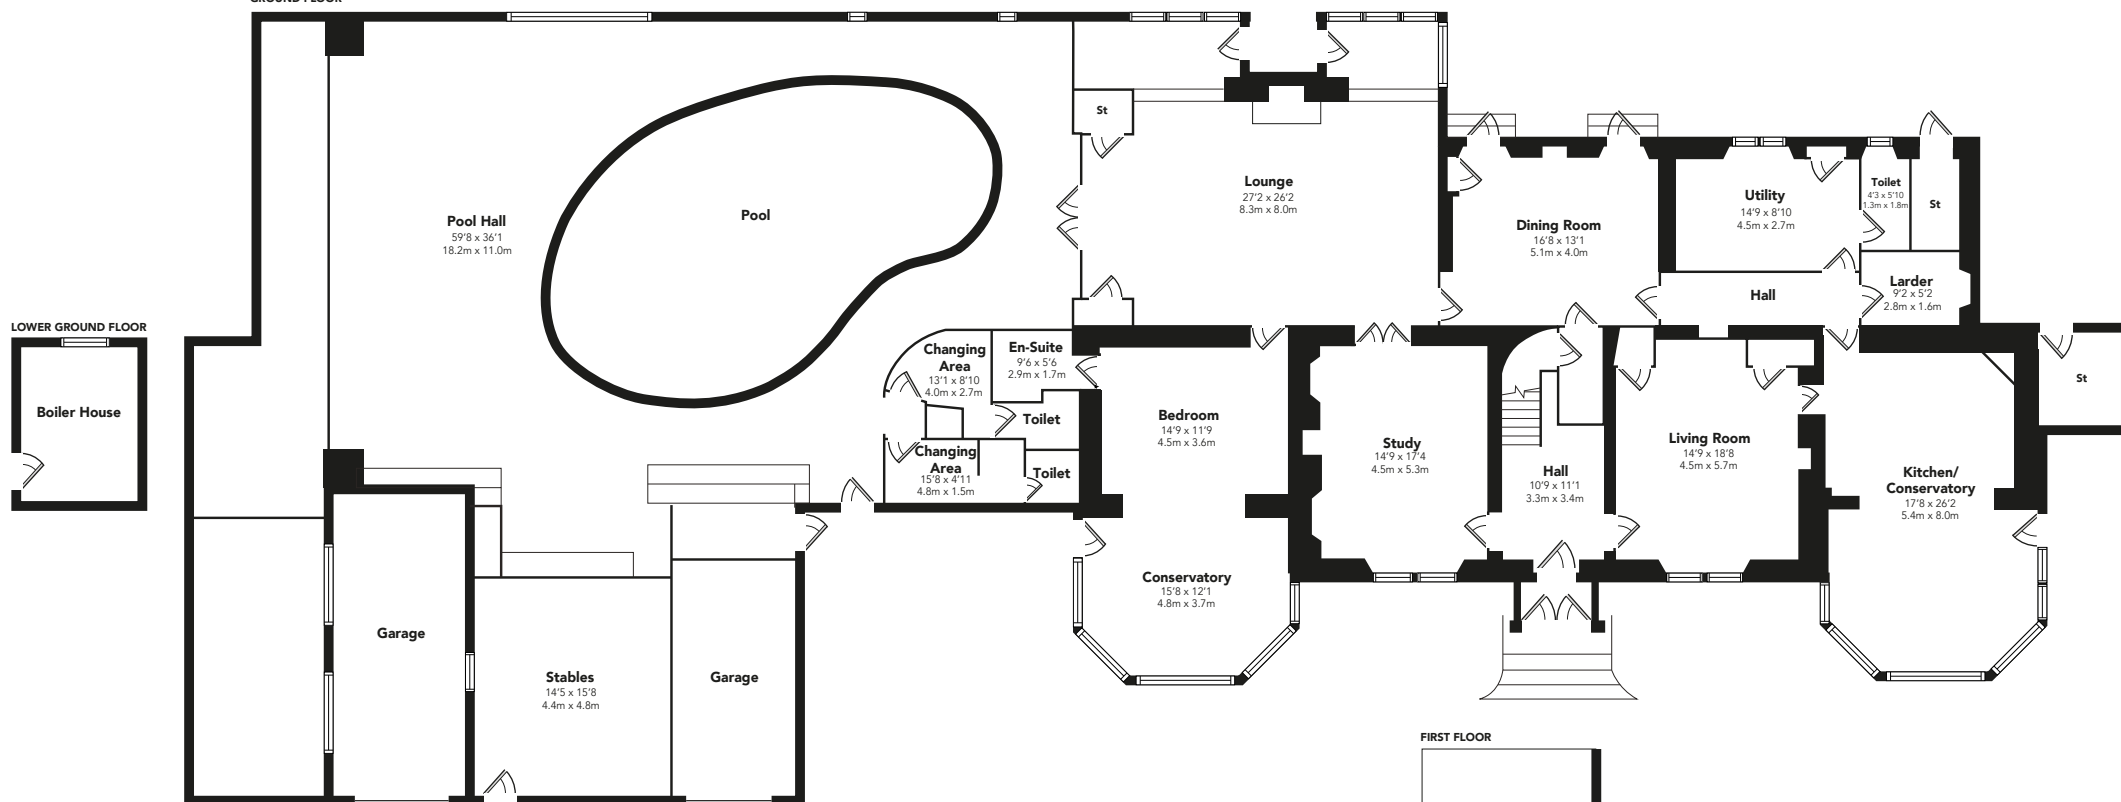 GROUND FLOOR
St
Lounge
27'2 x 26'2
8.3m x 8.0m
Pool Hall
59'8 x 36'1
18.2m x 11.0m
Pool
Dining Room
16'8 x 13'1
5.1m x 4.0m
Utility
14'9 x 8'10
4.5m x 2.7m
Toilet
4'3 x 5'10
1.3m x 1.8m
St
Hall
Larder
9'2 x 5'2
2.8m x 1.6m
LOWER GROUND FLOOR
Boiler House
Changing
Area
13'1 x 8'10
4.0m x 2.7m
En-Suite
9'6 x 5'6
2.9m x 1.7m
Toilet
Changing
Area
15'8 x 4'11
4.8m x 1.5m
Toilet
Bedroom
14'9 x 11'9
4.5m x 3.6m
Study
14'9 x 17'4
4.5m x 5.3m
Hall
10'9 x 11'1
3.3m x 3.4m
Living Room
14'9 x 18'8
4.5m x 5.7m
Kitchen/
Conservatory
17'8 x 26'2
5.4m x 8.0m
St
Conservatory
15'8 x 12'1
4.8m x 3.7m
Garage
Stables
14'5 x 15'8
4.4m x 4.8m
Garage
FIRST FLOOR